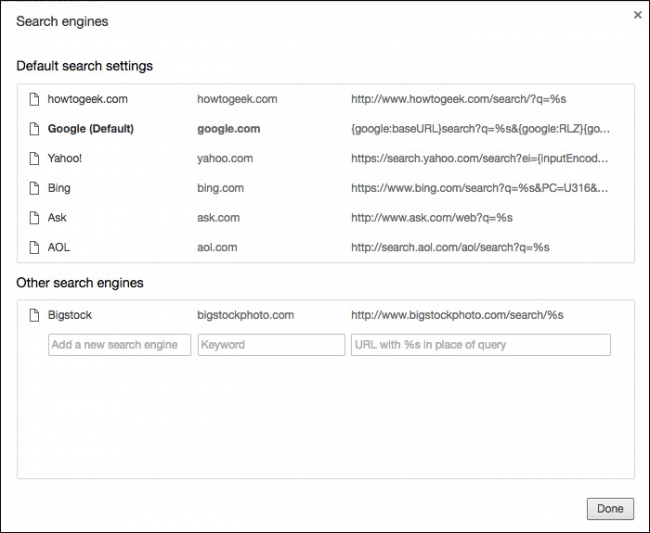 Search engines
×
Default search settings
howtogeek.com howtogeek.com http://www.howtogeek.com/search/?q=%s
Google (Default) google.com {google:baseURL}search?q=%s&{google:RLZ}{go...
Yahoo! yahoo.com https://search.yahoo.com/search?ei={inputEncod...
Bing bing.com https://www.bing.com/search?q=%s&PC=U316&...
Ask ask.com http://www.ask.com/web?q=%s
AOL aol.com http://search.aol.com/aol/search?q=%s
Other search engines
Bigstock bigstockphoto.com http://www.bigstockphoto.com/search/%s
Add a new search engine Keyword URL with %s in place of query
Done